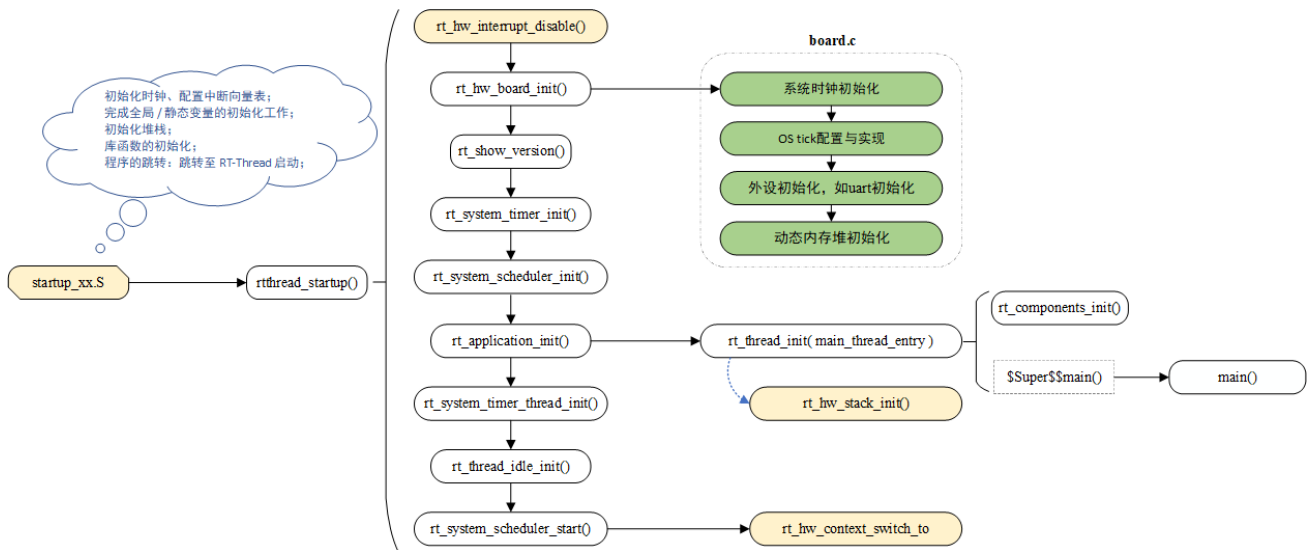 rt_hw_interrupt_disable()
board.c
rt_hw_board_init()
系统时钟初始化
初始化时钟、配置中断向量表；
完成全局 / 静态变量的初始化工作；
初始化堆栈；
库函数的初始化；
程序的跳转：跳转至 RT-Thread 启动；
OS tick配置与实现
rt_show_version()
外设初始化，如uart初始化
rt_system_timer_init()
动态内存堆初始化
startup_xx.S
rtthread_startup()
rt_system_scheduler_init()
rt_components_init()
rt_application_init()
rt_thread_init( main_thread_entry )
$Super$$main()
main()
rt_system_timer_thread_init()
rt_hw_stack_init()
rt_thread_idle_init()
rt_system_scheduler_start()
rt_hw_context_switch_to